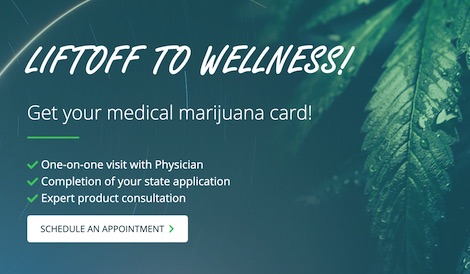 LIFTOFF TO WELLNESS!
Get your medical marijuana card!
One-on-one visit with Physician
Completion of your state application
Expert product consultation
SCHEDULE AN APPOINTMENT